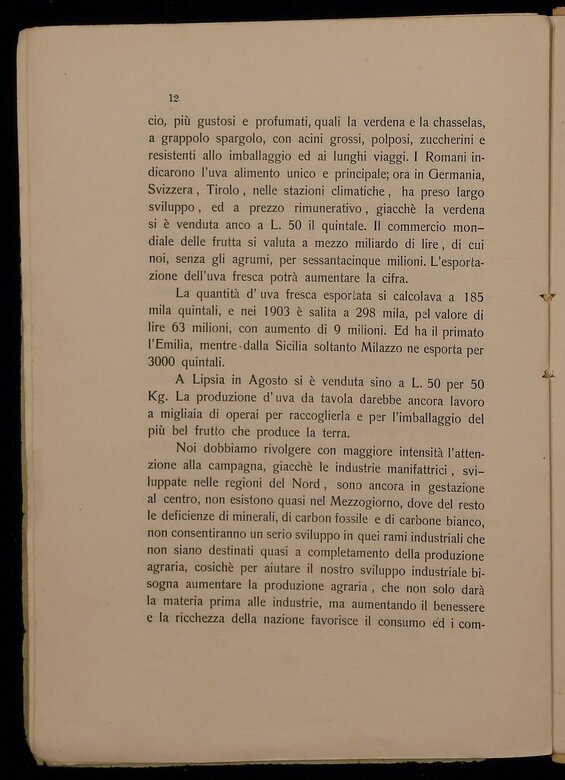 12
cio, più gustosi e profumati, quali la verdena e la chasselas,
a grappolo spargolo, con acini grossi, polposi, zuccherini e
resistenti allo imballaggio ed ai lunghi viaggi. I Romani in-
dicarono l'uva alimento unico e principale; ora in Germania,
Svizzera, Tirolo, nelle stazioni climatiche, ha preso largo
sviluppo, ed a prezzo rimunerativo, giacchè la verdena
si è venduta anco a L. 50 il quintale. Il commercio mon-
diale delle frutta si valuta a mezzo miliardo di lire, di cui
noi, senza gli agrumi, per sessantacinque milioni. L'esporta-
zione dell'uva fresca potrà aumentare la cifra.
La quantità d'uva fresca esportata si calcolava a 185
mila quintali, e nei 1903 è salita a 298 mila, pel valore di
lire 63 milioni, con aumento di 9 milioni. Ed ha il primato
l'Emilia, mentre dalla Sicilia soltanto Milazzo ne esporta per
3000 quintali.
A Lipsia in Agosto si è venduta sino a L. 50 per 50
Kg. La produzione d'uva da tavola darebbe ancora lavoro
a migliaia di operai per raccoglierla e per l'imballaggio del
più bel frutto che produce la terra.
Noi dobbiamo rivolgere con maggiore intensità l'atten-
zione alla campagna, giacchè le industrie manifattrici, svi-
luppate nelle regioni del Nord, sono ancora in gestazione
al centro, non esistono quasi nel Mezzogiorno, dove del resto
le deficienze di minerali, di carbon fossile e di carbone bianco,
non consentiranno un serio sviluppo in quei rami industriali che
non siano destinati quasi a completamento della produzione
agraria, cosichè per aiutare il nostro sviluppo industriale bi-
sogna aumentare la produzione agraria, che non solo darà
la materia prima alle industrie, ma aumentando il benessere
e la ricchezza della nazione favorisce il consumo ed i com-